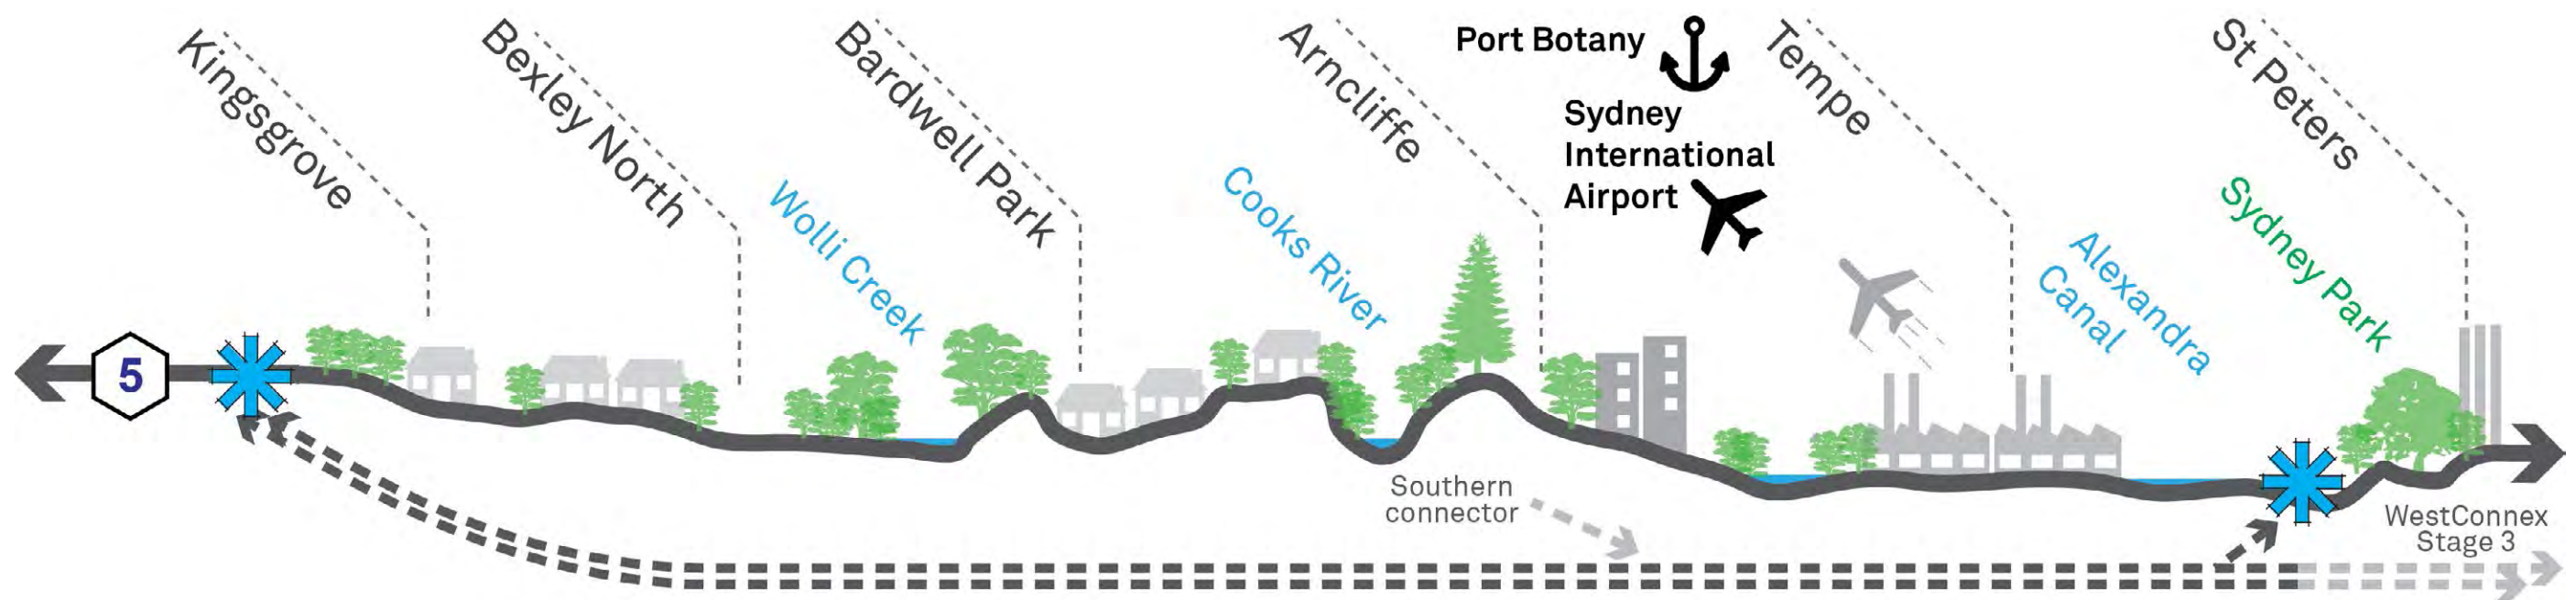 Kingsgrove
Bexley North
Wolli Creek
Bardwell Park
Cooks River
Arncliffe
Port Botany
Sydney
International
Airport
Tempe
Alexandra
Canal
St Peters
Sydney Park
5
Southern
connector
WestConnex
Stage 3